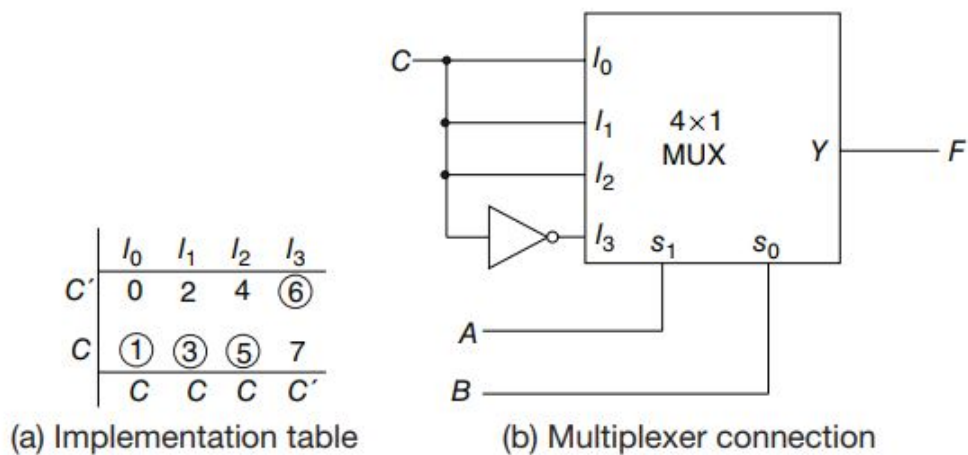 I₀ I₁ I₂ I₃
C′ 0 2 4 ⑥
C ① ③ ⑤ 7
C C C C′
(a) Implementation table
C
I₀
I₁
I₂
I₃
4×1
MUX
Y
F
s₁ s₀
A
B
(b) Multiplexer connection